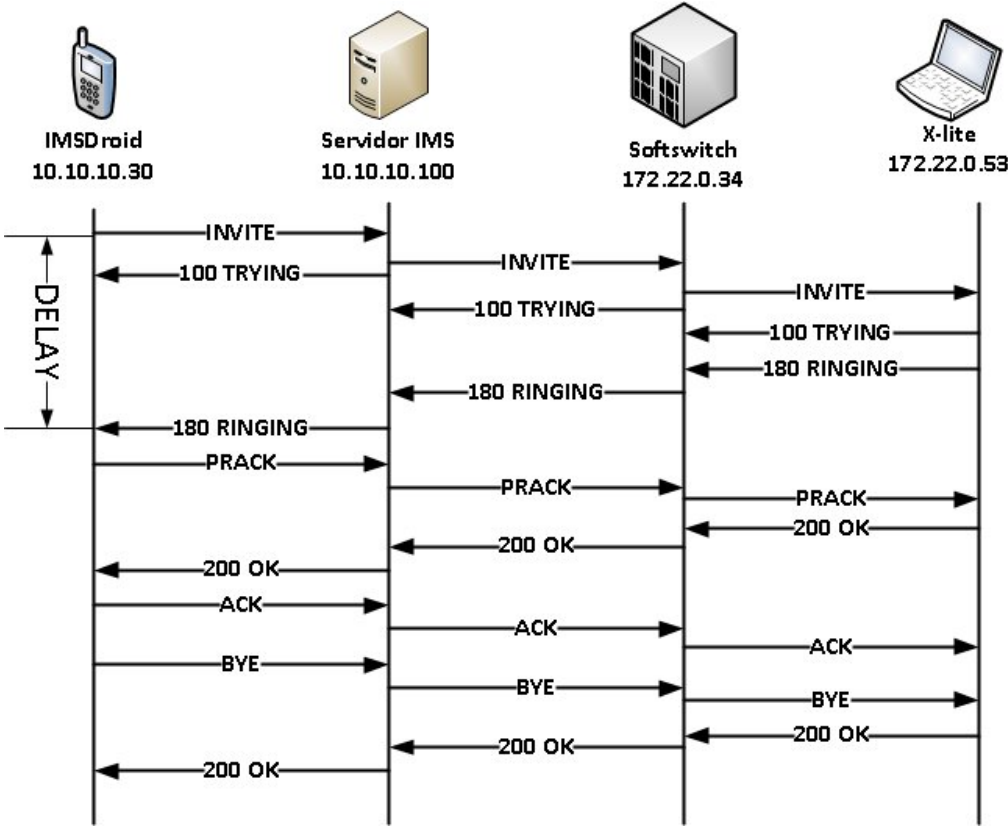 IMSDroid
10.10.10.30
Servidor IMS
10.10.10.100
Softswitch
172.22.0.34
X-lite
172.22.0.53
DELAY
INVITE
INVITE
100 TRYING
INVITE
100 TRYING
100 TRYING
180 RINGING
180 RINGING
180 RINGING
PRACK
PRACK
PRACK
200 OK
200 OK
200 OK
ACK
ACK
ACK
BYE
BYE
BYE
200 OK
200 OK
200 OK